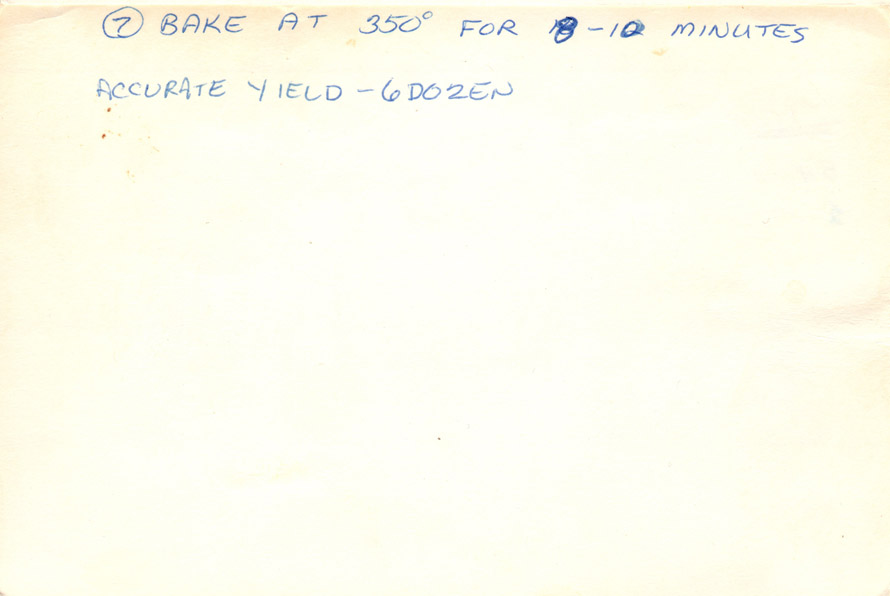 ⑦ BAKE AT 350° FOR 8-10 MINUTES
ACCURATE YIELD - 6 DOZEN